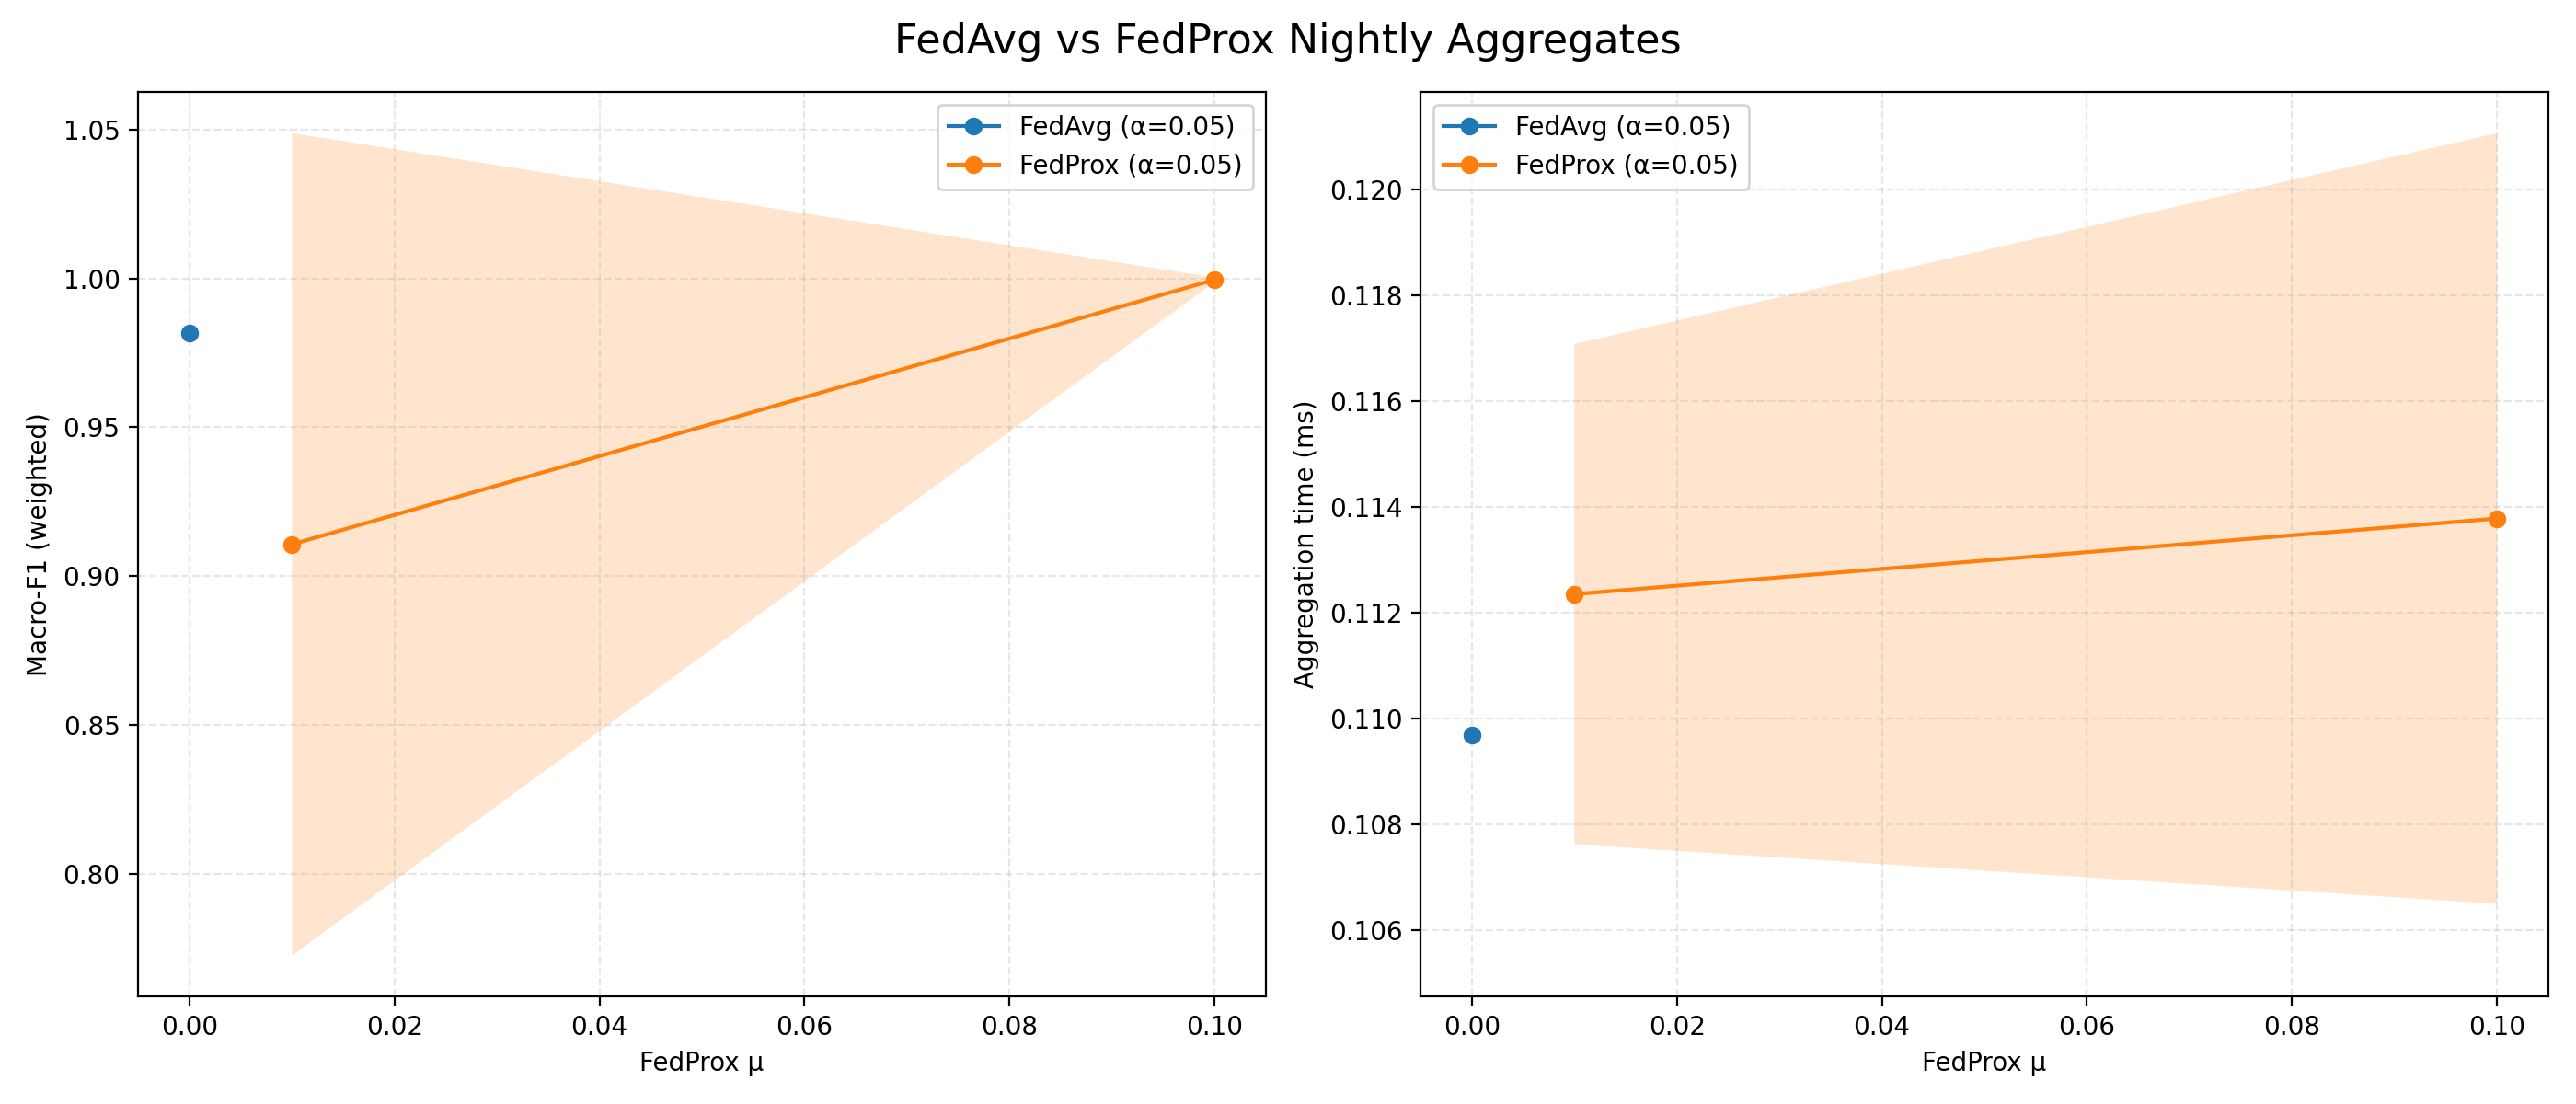 FedAvg vs FedProx Nightly Aggregates
FedAvg (α=0.05)
FedProx (α=0.05)
1.05
1.00
0.95
0.90
0.85
0.80
Macro-F1 (weighted)
0.00 0.02 0.04 0.06 0.08 0.10
FedProx μ
FedAvg (α=0.05)
FedProx (α=0.05)
0.120
0.118
0.116
0.114
0.112
0.110
0.108
0.106
Aggregation time (ms)
0.00 0.02 0.04 0.06 0.08 0.10
FedProx μ